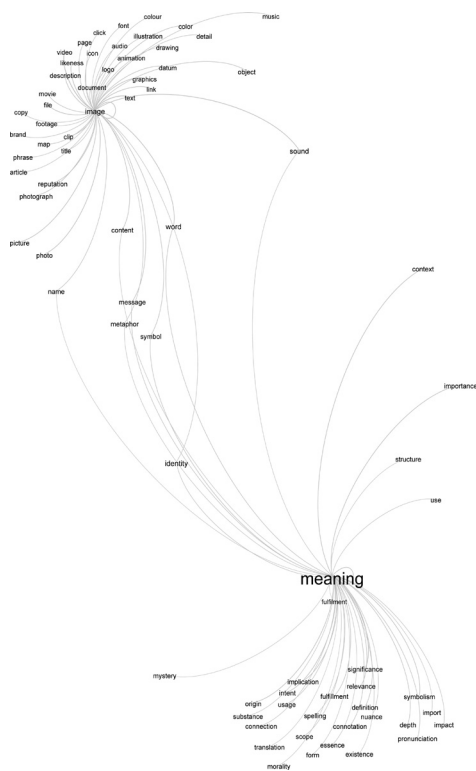 music
colour
font
color
illustration
click
detail
page
audio
drawing
video
icon
animation
likeness
logo
datum
object
description
graphics
document
link
movie
text
file
copy
image
footage
brand
clip
map
title
sound
phrase
article
reputation
photograph
word
content
picture
photo
context
name
message
metaphor
symbol
importance
structure
identity
use
meaning
fulfilment
significance
mystery
implication
relevance
intent
fulfillment
symbolism
origin
usage
definition
import
substance
spelling
nuance
depth
impact
connection
connotation
scope
pronunciation
translation
essence
form
existence
morality